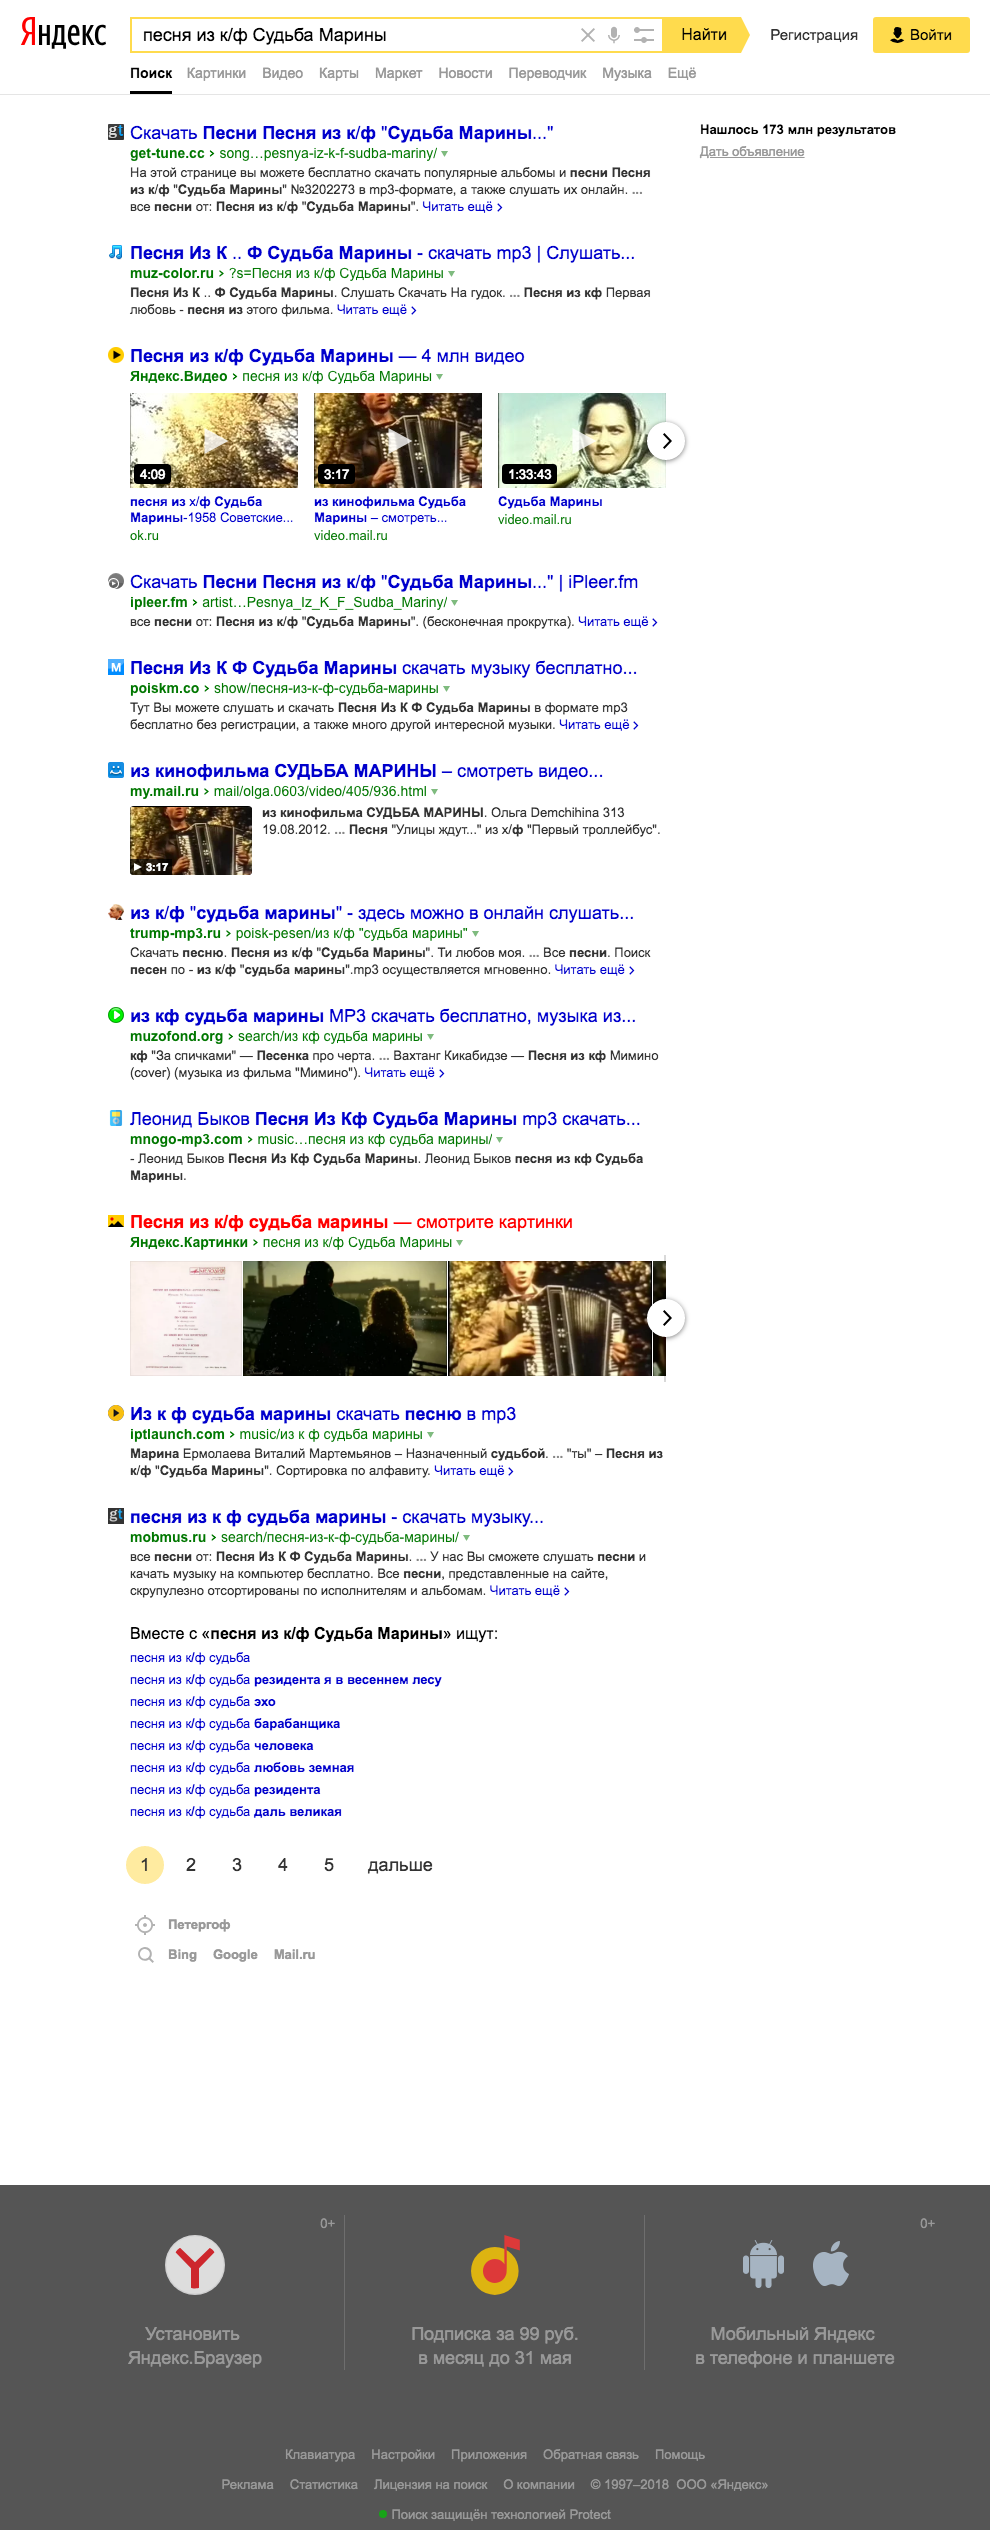 Яндекс
песня из к/ф Судьба Марины
Найти
Регистрация
Войти
Поиск Картинки Видео Карты Маркет Новости Переводчик Музыка Ещё
Нашлось 173 млн результатов
Дать объявление
Скачать Песни Песня из к/ф "Судьба Марины..."
get-tune.cc › song…pesnya-iz-k-f-sudba-mariny/
На этой странице вы можете бесплатно скачать популярные альбомы и песни Песня
из к/ф "Судьба Марины" №3202273 в mp3-формате, а также слушать их онлайн. ...
все песни от: Песня из к/ф "Судьба Марины". Читать ещё ›
Песня Из К .. Ф Судьба Марины - скачать mp3 | Слушать...
muz-color.ru › ?s=Песня из к/ф Судьба Марины
Песня Из К .. Ф Судьба Марины. Слушать Скачать На гудок. ... Песня из кф Первая
любовь - песня из этого фильма. Читать ещё ›
Песня из к/ф Судьба Марины — 4 млн видео
Яндекс.Видео › песня из к/ф Судьба Марины
4:09
3:17
1:33:43
песня из х/ф Судьба
Марины-1958 Советские...
ok.ru
из кинофильма Судьба
Марины – смотреть...
video.mail.ru
Судьба Марины
video.mail.ru
Скачать Песни Песня из к/ф "Судьба Марины..." | iPleer.fm
ipleer.fm › artist…Pesnya_Iz_K_F_Sudba_Mariny/
все песни от: Песня из к/ф "Судьба Марины". (бесконечная прокрутка). Читать ещё ›
Песня Из К Ф Судьба Марины скачать музыку бесплатно...
poiskm.co › show/песня-из-к-ф-судьба-марины
Тут Вы можете слушать и скачать Песня Из К Ф Судьба Марины в формате mp3
бесплатно без регистрации, а также много другой интересной музыки. Читать ещё ›
из кинофильма СУДЬБА МАРИНЫ – смотреть видео...
my.mail.ru › mail/olga.0603/video/405/936.html
3:17
из кинофильма СУДЬБА МАРИНЫ. Ольга Demchihina 313
19.08.2012. ... Песня "Улицы ждут..." из х/ф "Первый троллейбус".
из к/ф "судьба марины" - здесь можно в онлайн слушать...
trump-mp3.ru › poisk-pesen/из к/ф "судьба марины"
Скачать песню. Песня из к/ф "Судьба Марины". Ти любов моя. ... Все песни. Поиск
песен по - из к/ф "судьба марины".mp3 осуществляется мгновенно. Читать ещё ›
из кф судьба марины MP3 скачать бесплатно, музыка из...
muzofond.org › search/из кф судьба марины
кф "За спичками" — Песенка про черта. ... Вахтанг Кикабидзе — Песня из кф Мимино
(cover) (музыка из фильма "Мимино"). Читать ещё ›
Леонид Быков Песня Из Кф Судьба Марины mp3 скачать...
mnogo-mp3.com › music…песня из кф судьба марины/
- Леонид Быков Песня Из Кф Судьба Марины. Леонид Быков песня из кф Судьба
Марины.
Песня из к/ф судьба марины — смотрите картинки
Яндекс.Картинки › песня из к/ф Судьба Марины
Из к ф судьба марины скачать песню в mp3
iptlaunch.com › music/из к ф судьба марины
Марина Ермолаева Виталий Мартемьянов – Назначенный судьбой. ... "ты" – Песня из
к/ф "Судьба Марины". Сортировка по алфавиту. Читать ещё ›
песня из к ф судьба марины - скачать музыку...
mobmus.ru › search/песня-из-к-ф-судьба-марины/
все песни от: Песня Из К Ф Судьба Марины. ... У нас Вы сможете слушать песни и
качать музыку на компьютер бесплатно. Все песни, представленные на сайте,
скрупулезно отсортированы по исполнителям и альбомам. Читать ещё ›
Вместе с «песня из к/ф Судьба Марины» ищут:
песня из к/ф судьба
песня из к/ф судьба резидента я в весеннем лесу
песня из к/ф судьба эхо
песня из к/ф судьба барабанщика
песня из к/ф судьба человека
песня из к/ф судьба любовь земная
песня из к/ф судьба резидента
песня из к/ф судьба даль великая
1 2 3 4 5 дальше
Петергоф
Bing Google Mail.ru
0+
0+
Установить
Яндекс.Браузер
Подписка за 99 руб.
в месяц до 31 мая
Мобильный Яндекс
в телефоне и планшете
Клавиатура Настройки Приложения Обратная связь Помощь
Реклама Статистика Лицензия на поиск О компании © 1997–2018 ООО «Яндекс»
Поиск защищён технологией Protect